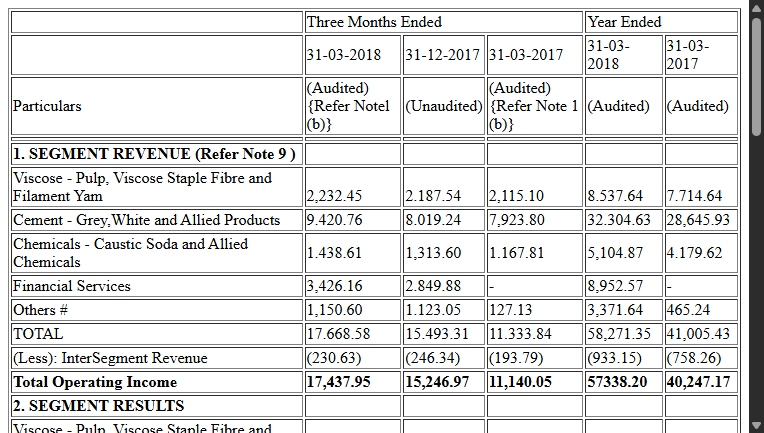 Three Months Ended Year Ended
31-03-2018 31-12-2017 31-03-2017 31-03-2018 31-03-2017
Particulars (Audited) {Refer Notel (b)} (Unaudited) (Audited) {Refer Note 1 (b)} (Audited) (Audited)
1. SEGMENT REVENUE (Refer Note 9 )
Viscose - Pulp, Viscose Staple Fibre and
Filament Yam 2,232.45 2.187.54 2,115.10 8.537.64 7.714.64
Cement - Grey,White and Allied Products 9.420.76 8.019.24 7,923.80 32.304.63 28,645.93
Chemicals - Caustic Soda and Allied
Chemicals 1.438.61 1,313.60 1.167.81 5,104.87 4.179.62
Financial Services 3,426.16 2.849.88 - 8,952.57 -
Others # 1,150.60 1.123.05 127.13 3,371.64 465.24
TOTAL 17.668.58 15.493.31 11.333.84 58,271.35 41,005.43
(Less): InterSegment Revenue (230.63) (246.34) (193.79) (933.15) (758.26)
Total Operating Income 17,437.95 15,246.97 11,140.05 57338.20 40,247.17
2. SEGMENT RESULTS
Viscose - Pulp, Viscose Staple Fibre and